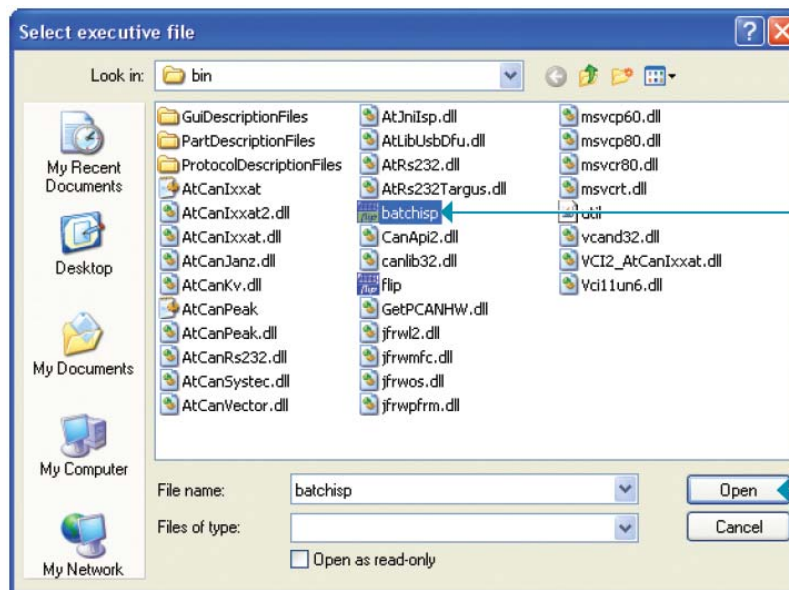 Select executive file
Look in:
bin
My Recent
Documents
Desktop
My Documents
My Computer
My Network
GuiDescriptionFiles
PartDescriptionFiles
ProtocolDescriptionFiles
AtCanIxxat
AtCanIxxat2.dll
AtCanIxxat.dll
AtCanJanz.dll
AtCanKv.dll
AtCanPeak
AtCanPeak.dll
AtCanRs232.dll
AtCanSystec.dll
AtCanVector.dll
AtJniIsp.dll
AtLibUsbDfu.dll
AtRs232.dll
AtRs232Targus.dll
batchisp
CanApi2.dll
canlib32.dll
flip
GetPCANHW.dll
jfrwl2.dll
jfrwmfc.dll
jfrwos.dll
jfrwpfrm.dll
msvcp60.dll
msvcp80.dll
msvcr80.dll
msvcrt.dll
util
vcand32.dll
VCI2_AtCanIxxat.dll
Vci11un6.dll
File name:
batchisp
Open
Files of type:
Cancel
Open as read-only